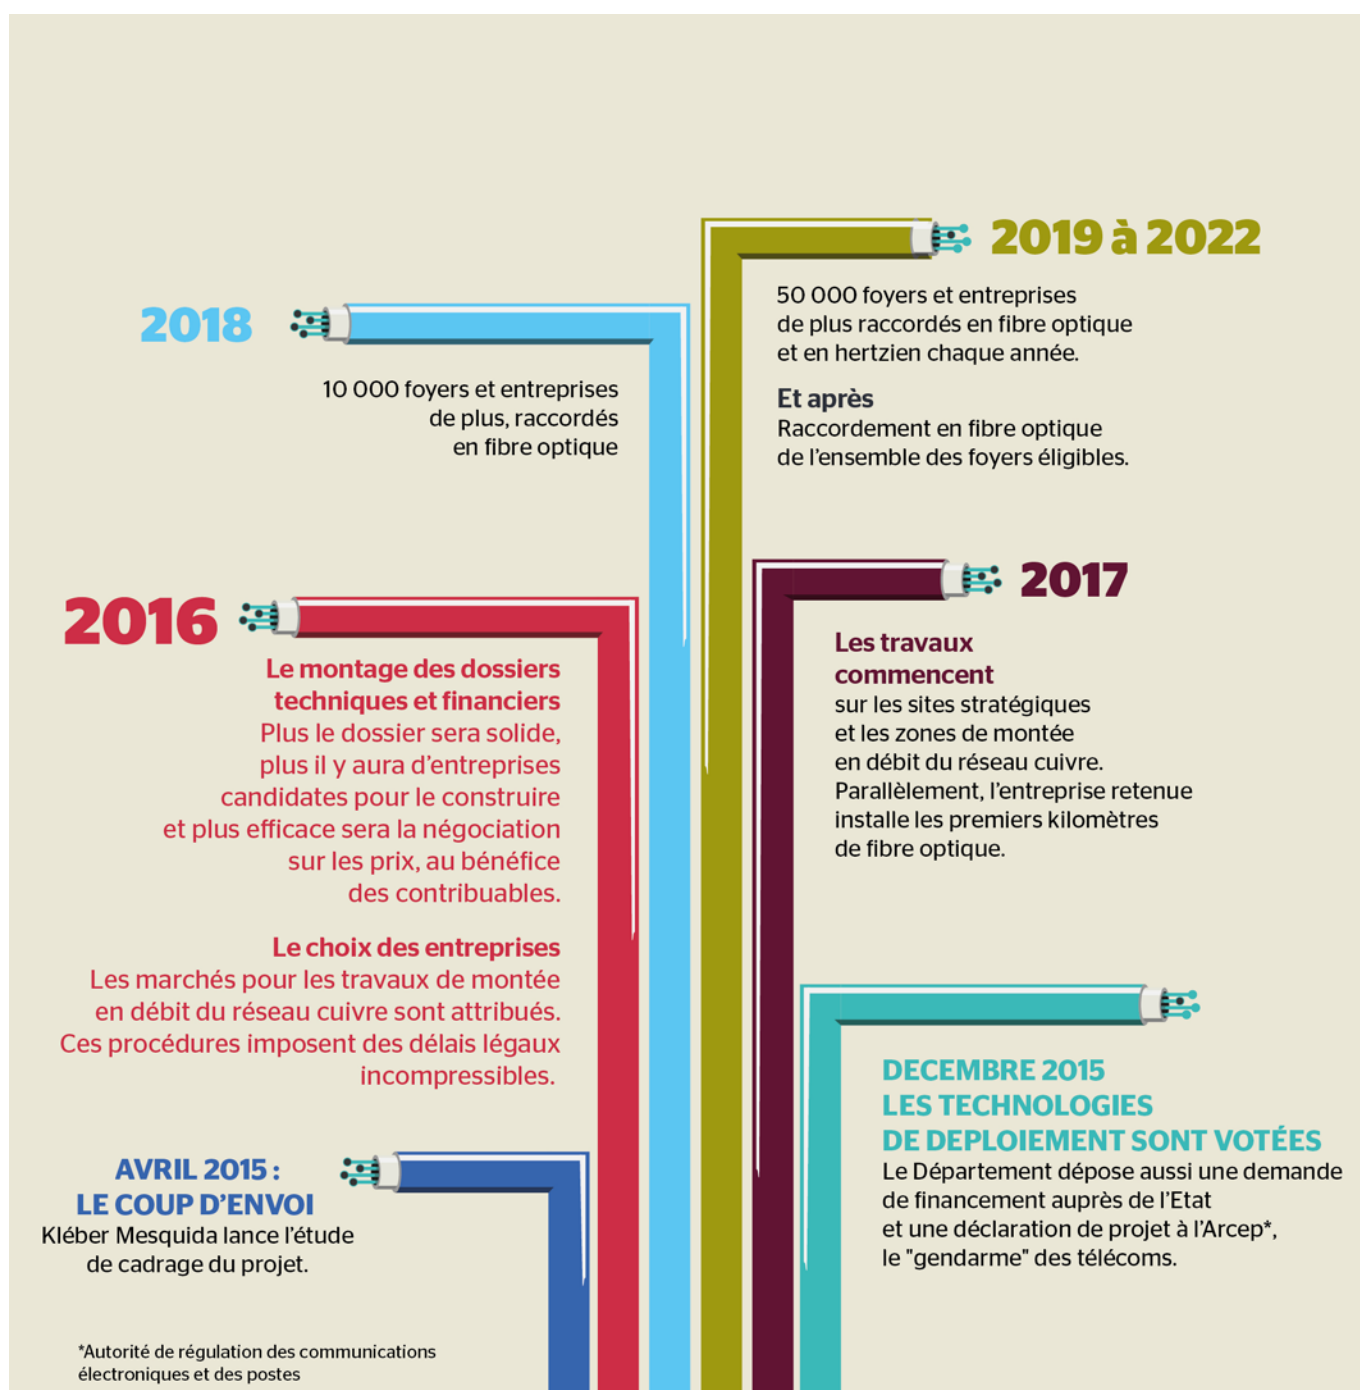 2019 à 2022
50 000 foyers et entreprises
de plus raccordés en fibre optique
et en hertzien chaque année.
Et après
Raccordement en fibre optique
de l'ensemble des foyers éligibles.
2018
10 000 foyers et entreprises
de plus, raccordés
en fibre optique
2017
Les travaux
commencent
sur les sites stratégiques
et les zones de montée
en débit du réseau cuivre.
Parallèlement, l'entreprise retenue
installe les premiers kilomètres
de fibre optique.
2016
Le montage des dossiers
techniques et financiers
Plus le dossier sera solide,
plus il y aura d'entreprises
candidates pour le construire
et plus efficace sera la négociation
sur les prix, au bénéfice
des contribuables.
Le choix des entreprises
Les marchés pour les travaux de montée
en débit du réseau cuivre sont attribués.
Ces procédures imposent des délais légaux
incompressibles.
DECEMBRE 2015
LES TECHNOLOGIES
DE DEPLOIEMENT SONT VOTÉES
Le Département dépose aussi une demande
de financement auprès de l'Etat
et une déclaration de projet à l'Arcep*,
le "gendarme" des télécoms.
AVRIL 2015 :
LE COUP D'ENVOI
Kléber Mesquida lance l'étude
de cadrage du projet.
*Autorité de régulation des communications
électroniques et des postes